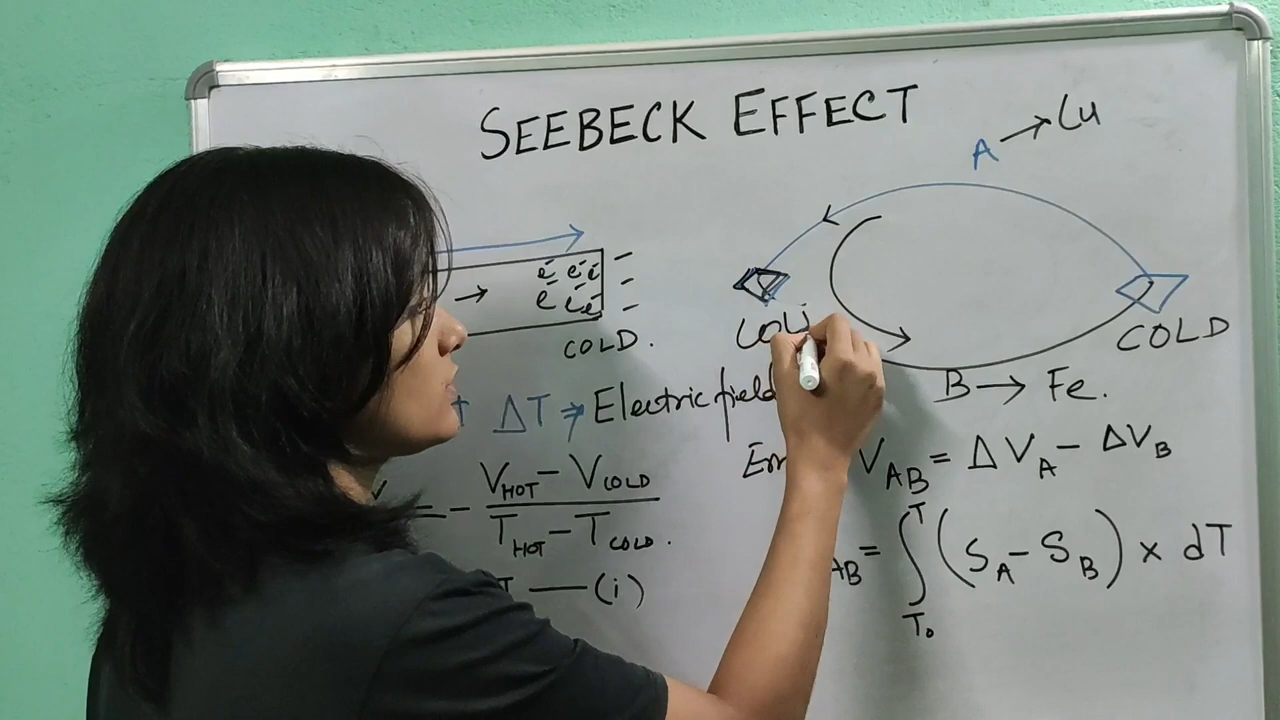 SEEBECK EFFECT
A → Cu
e⁻ e⁻ e⁻
e⁻ e⁻ e⁻
COLD.
COLD
B → Fe.
ΔT ⇒ Electric field
V_AB = ΔV_A - ΔV_B
= - (V_HOT - V_COLD) / (T_HOT - T_COLD).
AB = ∫_{T₀}^{T} (S_A - S_B) × dT
— (i)